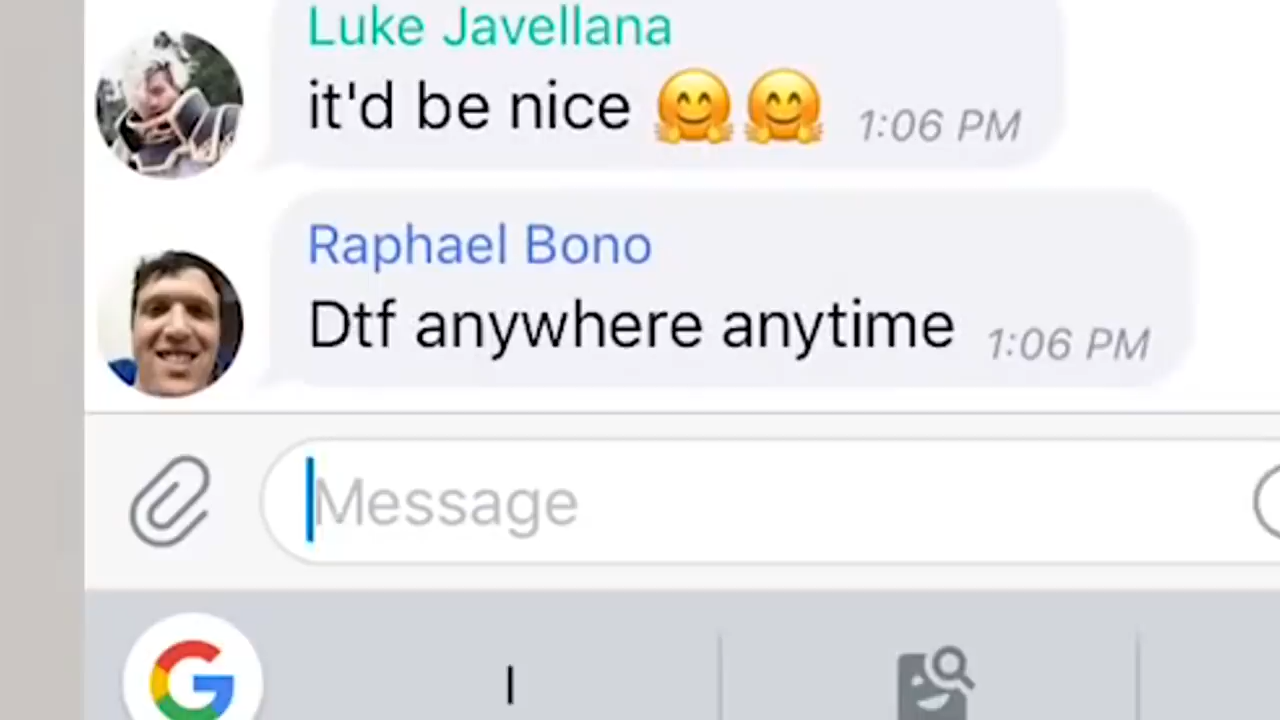 Luke Javellana
it'd be nice 🤗🤗 1:06 PM
Raphael Bono
Dtf anywhere anytime 1:06 PM
Message
G I